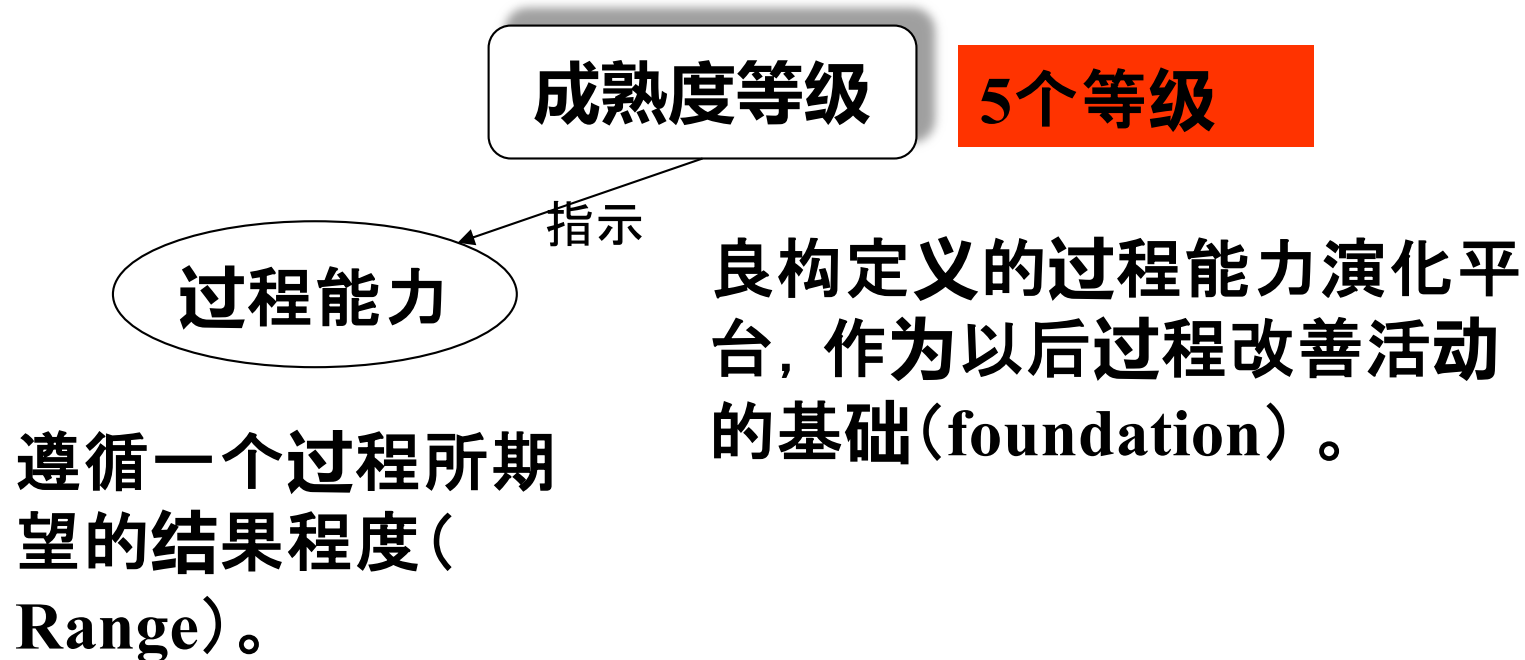 成熟度等级
5个等级
指示
过程能力
良构定义的过程能力演化平
台，作为以后过程改善活动
的基础（foundation）。
遵循一个过程所期
望的结果程度（
Range）。